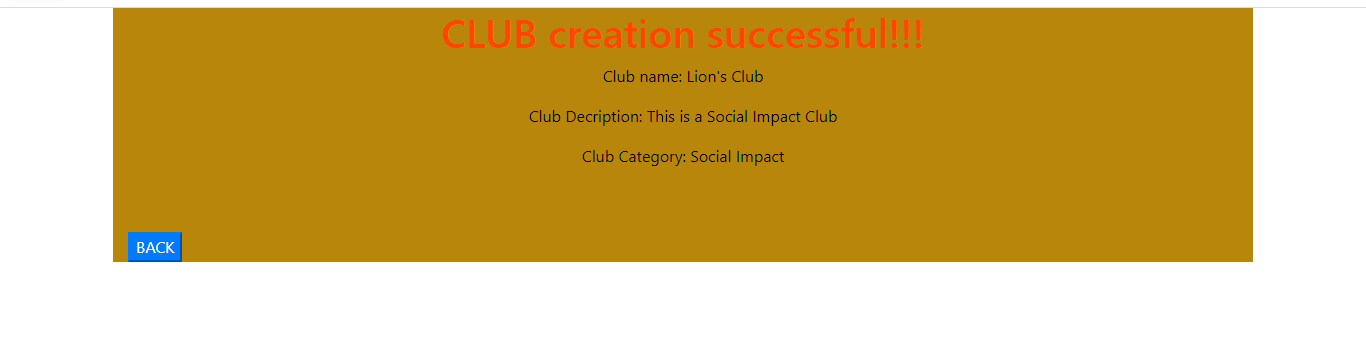 CLUB creation successful!!!
Club name: Lion's Club
Club Decription: This is a Social Impact Club
Club Category: Social Impact
BACK